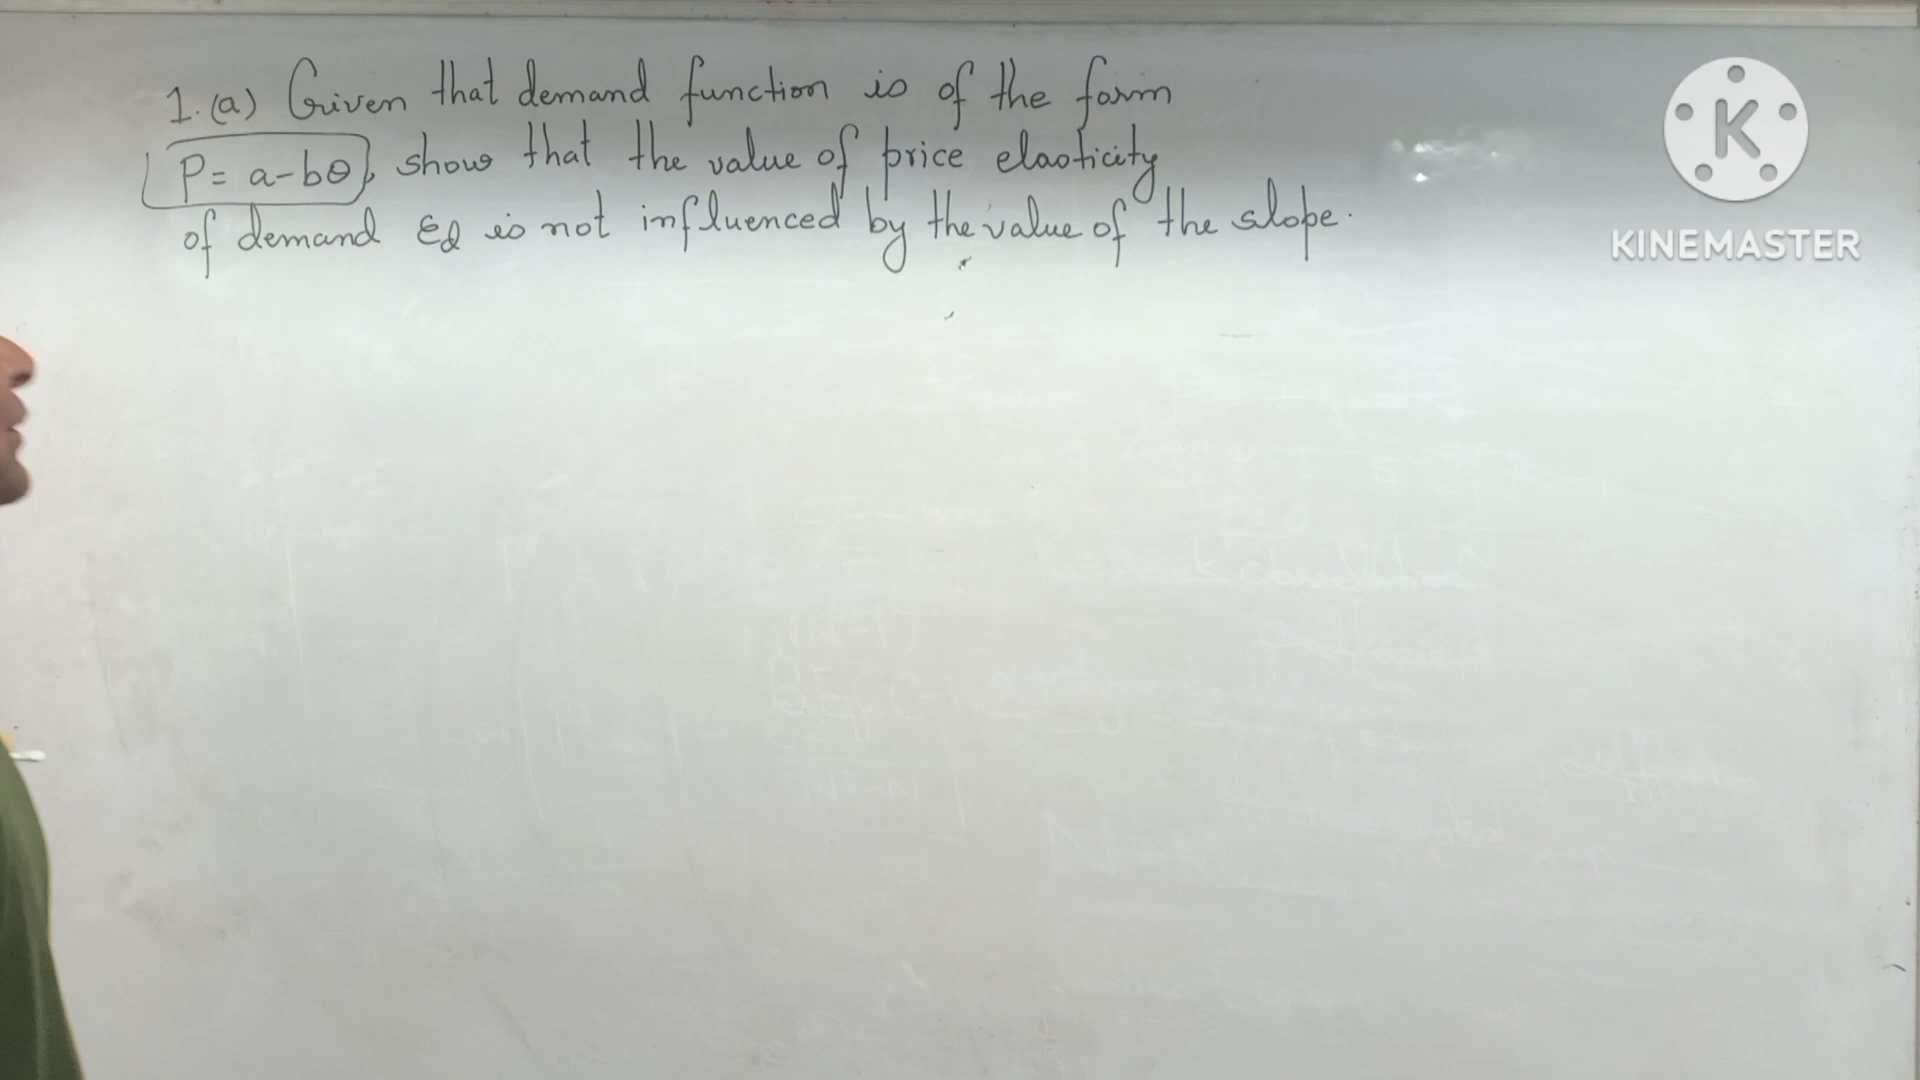 1. (a) Given that demand function is of the form
P = a - bθ, show that the value of price elasticity
of demand εd is not influenced by the value of the slope.
K
KINEMASTER